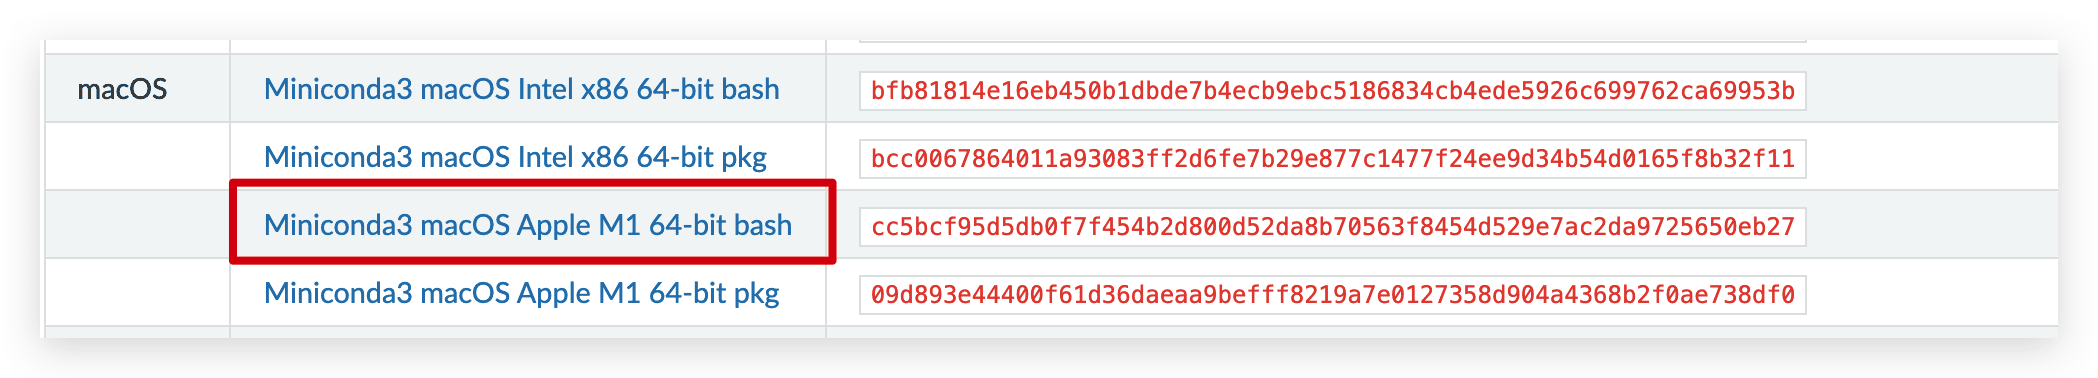 macOS Miniconda3 macOS Intel x86 64-bit bash bfb81814e16eb450b1dbde7b4ecb9ebc5186834cb4ede5926c699762ca69953b
Miniconda3 macOS Intel x86 64-bit pkg bcc0067864011a93083ff2d6fe7b29e877c1477f24ee9d34b54d0165f8b32f11
Miniconda3 macOS Apple M1 64-bit bash cc5bcf95d5db0f7f454b2d800d52da8b70563f8454d529e7ac2da9725650eb27
Miniconda3 macOS Apple M1 64-bit pkg 09d893e44400f61d36daeaa9befff8219a7e0127358d904a4368b2f0ae738df0